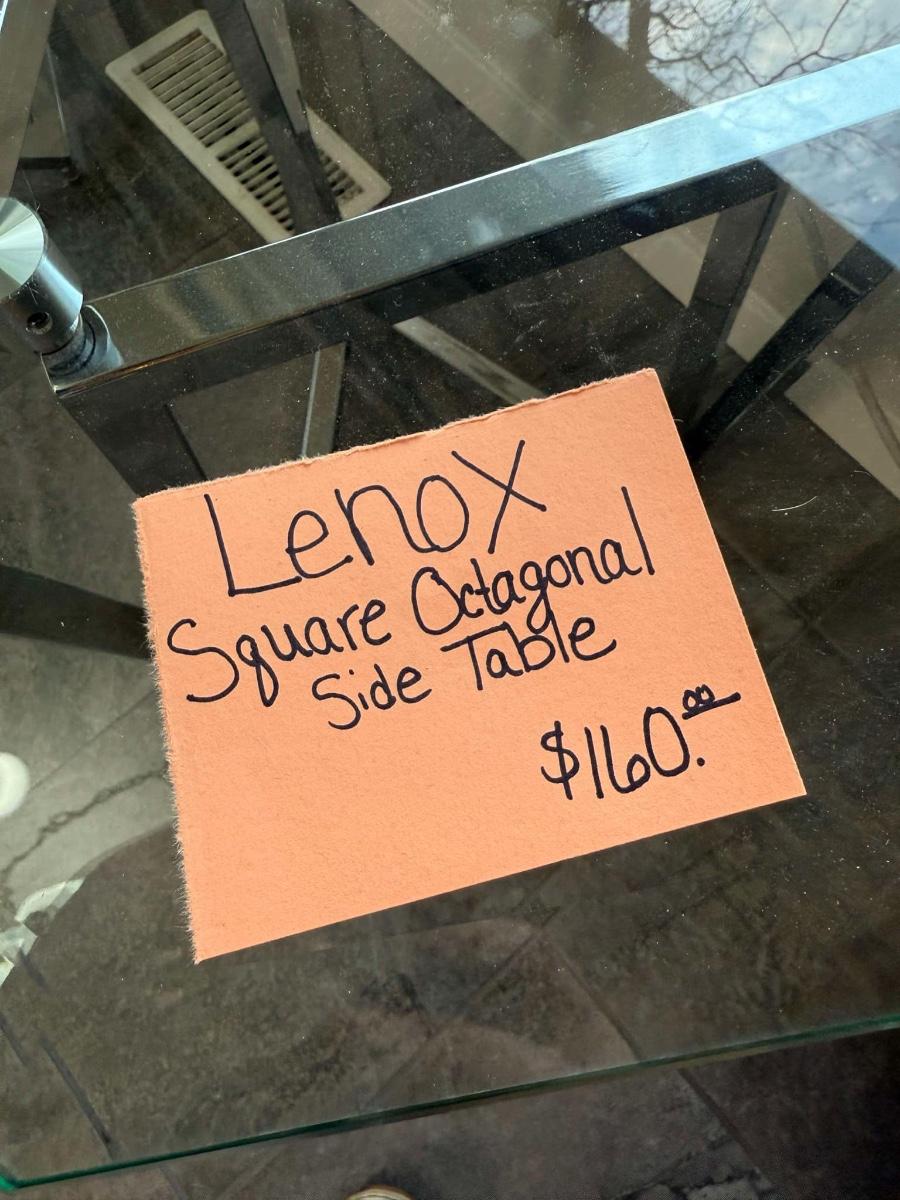 Lenox
Square Octagonal
Side Table
$160.00